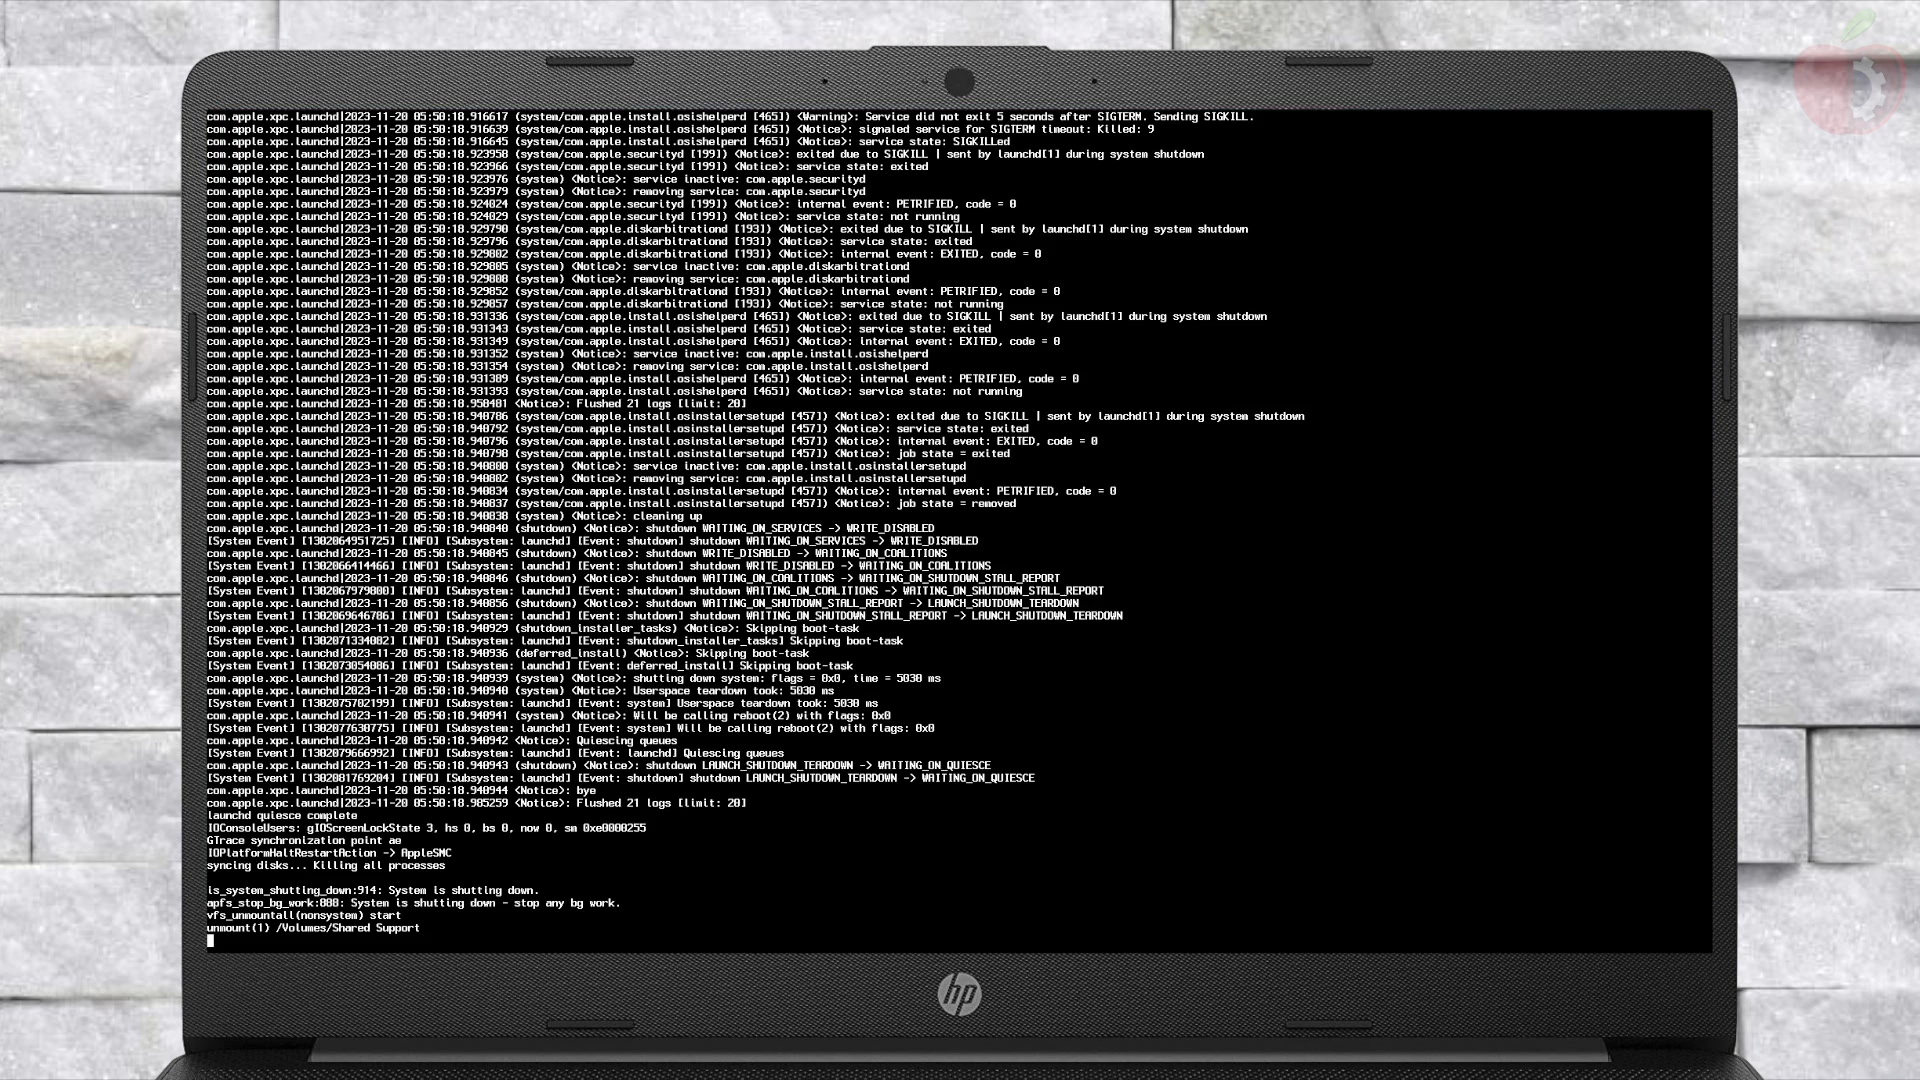 com.apple.xpc.launchd|2023-11-20 05:50:18.916617 (system/com.apple.install.osishelperd [465]) <Warning>: Service did not exit 5 seconds after SIGTERM. Sending SIGKILL.
com.apple.xpc.launchd|2023-11-20 05:50:18.916639 (system/com.apple.install.osishelperd [465]) <Notice>: signaled service for SIGTERM timeout: Killed: 9
com.apple.xpc.launchd|2023-11-20 05:50:18.916645 (system/com.apple.install.osishelperd [465]) <Notice>: service state: SIGKILLed
com.apple.xpc.launchd|2023-11-20 05:50:18.923950 (system/com.apple.securityd [199]) <Notice>: exited due to SIGKILL | sent by launchd[1] during system shutdown
com.apple.xpc.launchd|2023-11-20 05:50:18.923966 (system/com.apple.securityd [199]) <Notice>: service state: exited
com.apple.xpc.launchd|2023-11-20 05:50:18.923976 (system) <Notice>: service inactive: com.apple.securityd
com.apple.xpc.launchd|2023-11-20 05:50:18.923979 (system) <Notice>: removing service: com.apple.securityd
com.apple.xpc.launchd|2023-11-20 05:50:18.924024 (system/com.apple.securityd [199]) <Notice>: internal event: PETRIFIED, code = 0
com.apple.xpc.launchd|2023-11-20 05:50:18.924029 (system/com.apple.securityd [199]) <Notice>: service state: not running
com.apple.xpc.launchd|2023-11-20 05:50:18.929790 (system/com.apple.diskarbitrationd [193]) <Notice>: exited due to SIGKILL | sent by launchd[1] during system shutdown
com.apple.xpc.launchd|2023-11-20 05:50:18.929796 (system/com.apple.diskarbitrationd [193]) <Notice>: service state: exited
com.apple.xpc.launchd|2023-11-20 05:50:18.929802 (system/com.apple.diskarbitrationd [193]) <Notice>: internal event: EXITED, code = 0
com.apple.xpc.launchd|2023-11-20 05:50:18.929805 (system) <Notice>: service inactive: com.apple.diskarbitrationd
com.apple.xpc.launchd|2023-11-20 05:50:18.929808 (system) <Notice>: removing service: com.apple.diskarbitrationd
com.apple.xpc.launchd|2023-11-20 05:50:18.929852 (system/com.apple.diskarbitrationd [193]) <Notice>: internal event: PETRIFIED, code = 0
com.apple.xpc.launchd|2023-11-20 05:50:18.929857 (system/com.apple.diskarbitrationd [193]) <Notice>: service state: not running
com.apple.xpc.launchd|2023-11-20 05:50:18.931336 (system/com.apple.install.osishelperd [465]) <Notice>: exited due to SIGKILL | sent by launchd[1] during system shutdown
com.apple.xpc.launchd|2023-11-20 05:50:18.931343 (system/com.apple.install.osishelperd [465]) <Notice>: service state: exited
com.apple.xpc.launchd|2023-11-20 05:50:18.931349 (system/com.apple.install.osishelperd [465]) <Notice>: internal event: EXITED, code = 0
com.apple.xpc.launchd|2023-11-20 05:50:18.931352 (system) <Notice>: service inactive: com.apple.install.osishelperd
com.apple.xpc.launchd|2023-11-20 05:50:18.931354 (system) <Notice>: removing service: com.apple.install.osishelperd
com.apple.xpc.launchd|2023-11-20 05:50:18.931389 (system/com.apple.install.osishelperd [465]) <Notice>: internal event: PETRIFIED, code = 0
com.apple.xpc.launchd|2023-11-20 05:50:18.931393 (system/com.apple.install.osishelperd [465]) <Notice>: service state: not running
com.apple.xpc.launchd|2023-11-20 05:50:18.958481 <Notice>: Flushed 21 logs [limit: 20]
com.apple.xpc.launchd|2023-11-20 05:50:18.940786 (system/com.apple.install.osinstallersetupd [457]) <Notice>: exited due to SIGKILL | sent by launchd[1] during system shutdown
com.apple.xpc.launchd|2023-11-20 05:50:18.940792 (system/com.apple.install.osinstallersetupd [457]) <Notice>: service state: exited
com.apple.xpc.launchd|2023-11-20 05:50:18.940796 (system/com.apple.install.osinstallersetupd [457]) <Notice>: internal event: EXITED, code = 0
com.apple.xpc.launchd|2023-11-20 05:50:18.940798 (system/com.apple.install.osinstallersetupd [457]) <Notice>: job state = exited
com.apple.xpc.launchd|2023-11-20 05:50:18.940800 (system) <Notice>: service inactive: com.apple.install.osinstallersetupd
com.apple.xpc.launchd|2023-11-20 05:50:18.940802 (system) <Notice>: removing service: com.apple.install.osinstallersetupd
com.apple.xpc.launchd|2023-11-20 05:50:18.940834 (system/com.apple.install.osinstallersetupd [457]) <Notice>: internal event: PETRIFIED, code = 0
com.apple.xpc.launchd|2023-11-20 05:50:18.940837 (system/com.apple.install.osinstallersetupd [457]) <Notice>: job state = removed
com.apple.xpc.launchd|2023-11-20 05:50:18.940838 (system) <Notice>: cleaning up
com.apple.xpc.launchd|2023-11-20 05:50:18.940840 (shutdown) <Notice>: shutdown WAITING_ON_SERVICES -> WRITE_DISABLED
[System Event] [1302064951725] [INFO] [Subsystem: launchd] [Event: shutdown] shutdown WAITING_ON_SERVICES -> WRITE_DISABLED
com.apple.xpc.launchd|2023-11-20 05:50:18.940845 (shutdown) <Notice>: shutdown WRITE_DISABLED -> WAITING_ON_COALITIONS
[System Event] [1302066414466] [INFO] [Subsystem: launchd] [Event: shutdown] shutdown WRITE_DISABLED -> WAITING_ON_COALITIONS
com.apple.xpc.launchd|2023-11-20 05:50:18.940846 (shutdown) <Notice>: shutdown WAITING_ON_COALITIONS -> WAITING_ON_SHUTDOWN_STALL_REPORT
[System Event] [1302067979800] [INFO] [Subsystem: launchd] [Event: shutdown] shutdown WAITING_ON_COALITIONS -> WAITING_ON_SHUTDOWN_STALL_REPORT
com.apple.xpc.launchd|2023-11-20 05:50:18.940856 (shutdown) <Notice>: shutdown WAITING_ON_SHUTDOWN_STALL_REPORT -> LAUNCH_SHUTDOWN_TEARDOWN
[System Event] [1302069646786] [INFO] [Subsystem: launchd] [Event: shutdown] shutdown WAITING_ON_SHUTDOWN_STALL_REPORT -> LAUNCH_SHUTDOWN_TEARDOWN
com.apple.xpc.launchd|2023-11-20 05:50:18.940929 (shutdown_installer_tasks) <Notice>: Skipping boot-task
[System Event] [1302071334082] [INFO] [Subsystem: launchd] [Event: shutdown_installer_tasks] Skipping boot-task
com.apple.xpc.launchd|2023-11-20 05:50:18.940936 (deferred_install) <Notice>: Skipping boot-task
[System Event] [1302073054086] [INFO] [Subsystem: launchd] [Event: deferred_install] Skipping boot-task
com.apple.xpc.launchd|2023-11-20 05:50:18.940939 (system) <Notice>: shutting down system: flags = 0x0, time = 5030 ms
com.apple.xpc.launchd|2023-11-20 05:50:18.940940 (system) <Notice>: Userspace teardown took: 5030 ms
[System Event] [1302075702199] [INFO] [Subsystem: launchd] [Event: system] Userspace teardown took: 5030 ms
com.apple.xpc.launchd|2023-11-20 05:50:18.940941 (system) <Notice>: Will be calling reboot(2) with flags: 0x0
[System Event] [1302077630775] [INFO] [Subsystem: launchd] [Event: system] Will be calling reboot(2) with flags: 0x0
com.apple.xpc.launchd|2023-11-20 05:50:18.940942 <Notice>: Quiescing queues
[System Event] [1302079666992] [INFO] [Subsystem: launchd] [Event: launchd] Quiescing queues
com.apple.xpc.launchd|2023-11-20 05:50:18.940943 (shutdown) <Notice>: shutdown LAUNCH_SHUTDOWN_TEARDOWN -> WAITING_ON_QUIESCE
[System Event] [1302081769204] [INFO] [Subsystem: launchd] [Event: shutdown] shutdown LAUNCH_SHUTDOWN_TEARDOWN -> WAITING_ON_QUIESCE
com.apple.xpc.launchd|2023-11-20 05:50:18.940944 <Notice>: bye
com.apple.xpc.launchd|2023-11-20 05:50:18.985259 <Notice>: Flushed 21 logs [limit: 20]
launchd quiesce complete
IOConsoleUsers: gIOScreenLockState 3, hs 0, bs 0, now 0, sm 0xe0000255
GTrace synchronization point ae
IOPlatformHaltRestartAction -> AppleSMC
syncing disks... Killing all processes
is_system_shutting_down:914: System is shutting down.
apfs_stop_bg_work:808: System is shutting down - stop any bg work.
vfs_unmountall(nonsystem) start
unmount(1) /Volumes/Shared Support
hp